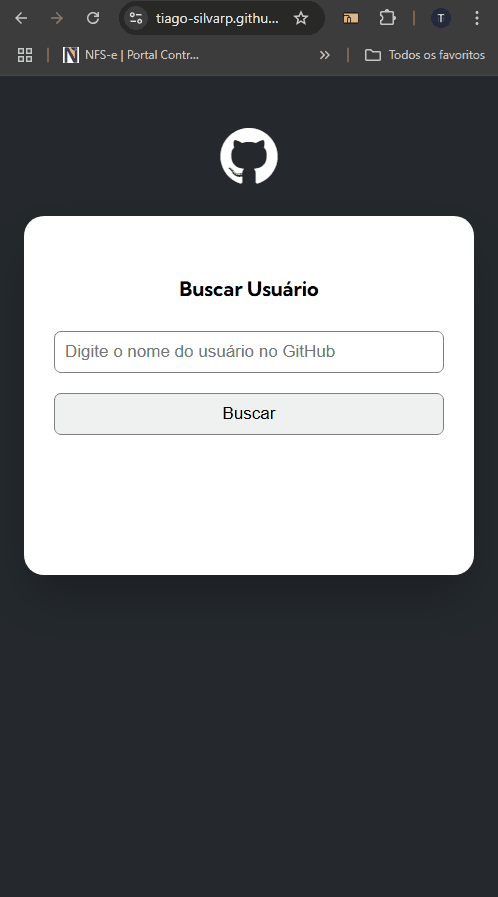 tiago-silvarp.githu...
T
NFS-e | Portal Contr...
Todos os favoritos
Buscar Usuário
Digite o nome do usuário no GitHub
Buscar